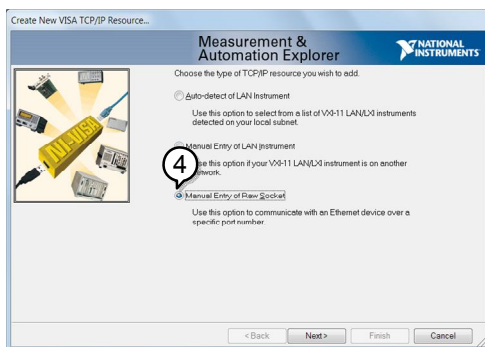 Create New VISA TCP/IP Resource...
Measurement &
Automation Explorer
NATIONAL
INSTRUMENTS
Choose the type of TCP/IP resource you wish to add.
Auto-detect of LAN Instrument
Use this option to select from a list of VXI-11 LAN/LXI instruments
detected on your local subnet.
Manual Entry of LAN Instrument
use this option if your VXI-11 LAN/LXI instrument is on another
network.
4
Manual Entry of Raw Socket
Use this option to communicate with an Ethernet device over a
specific port number.
NI-VISA
< Back
Next >
Finish
Cancel